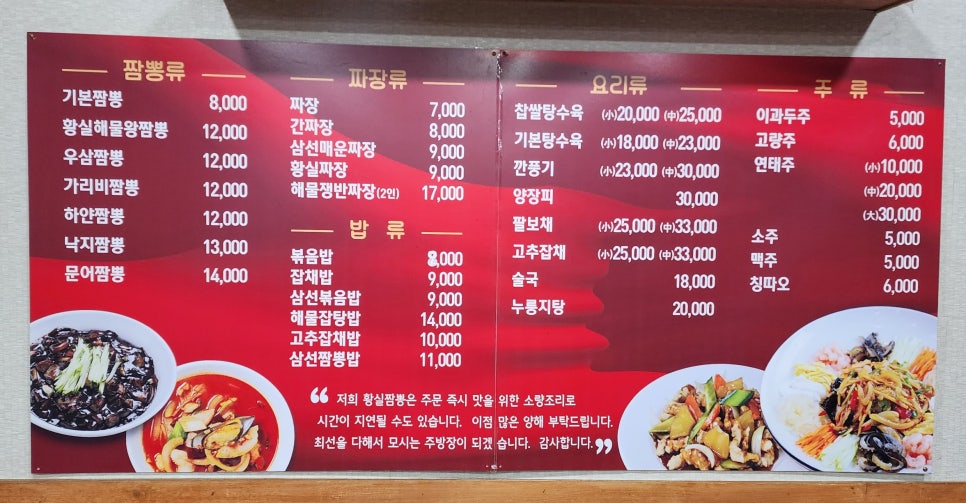 짬뽕류
기본짬뽕 8,000
황실해물왕짬뽕 12,000
우삼짬뽕 12,000
가리비짬뽕 12,000
하얀짬뽕 12,000
낙지짬뽕 13,000
문어짬뽕 14,000
짜장류
짜장 7,000
간짜장 8,000
삼선매운짜장 9,000
황실짜장 9,000
해물쟁반짜장(2인) 17,000
밥 류
볶음밥 8,000
잡채밥 9,000
삼선볶음밥 9,000
해물잡탕밥 14,000
고추잡채밥 10,000
삼선짬뽕밥 11,000
요리류
찹쌀탕수육 (小)20,000 (中)25,000
기본탕수육 (小)18,000 (中)23,000
깐풍기 (小)23,000 (中)30,000
양장피 30,000
팔보채 (小)25,000 (中)33,000
고추잡채 (小)25,000 (中)33,000
술국 18,000
누룽지탕 20,000
주 류
이과두주 5,000
고량주 6,000
연태주 (小)10,000
(中)20,000
(大)30,000
소주 5,000
맥주 5,000
칭따오 6,000
“ 저희 황실짬뽕은 주문 즉시 맛을 위한 소량조리로
시간이 지연될 수도 있습니다. 이점 많은 양해 부탁드립니다.
최선을 다해서 모시는 주방장이 되겠습니다. 감사합니다. ”